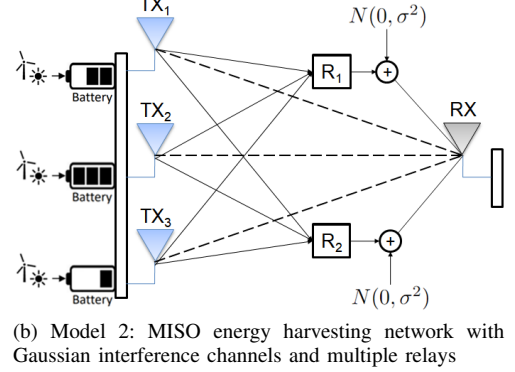 TX1
N(0, σ²)
R1
Battery
RX
TX2
Battery
TX3
R2
Battery
N(0, σ²)
(b) Model 2: MISO energy harvesting network with
Gaussian interference channels and multiple relays